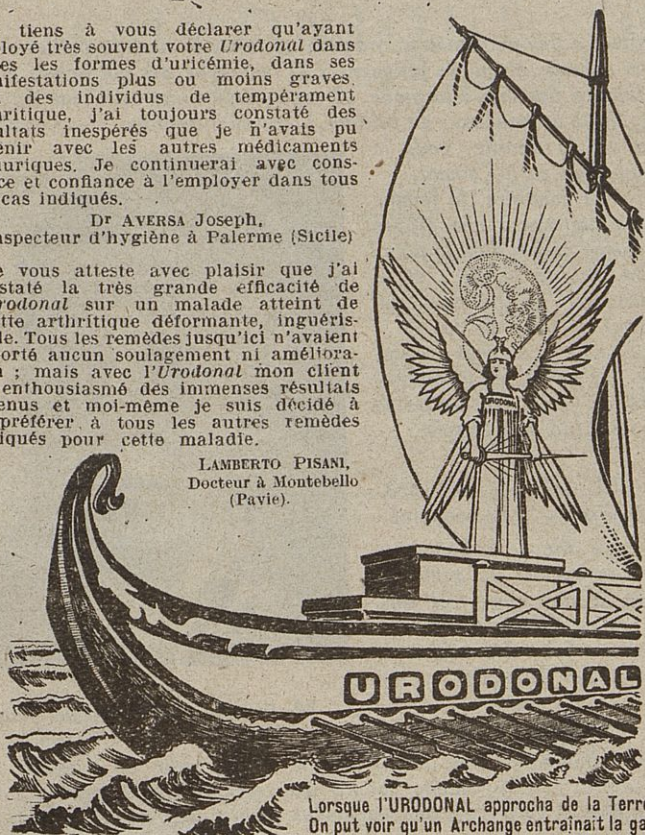 tiens à vous déclarer qu'ayant
ployé très souvent votre Urodonal dans
es les formes d'uricémie, dans ses
nifestations plus ou moins graves
des individus de tempérament
hritique, j'ai toujours constaté des
ultats inespérés que je n'avais pu
enir avec les autres médicaments
uriques. Je continuerai avec cons-
ce et confiance à l'employer dans tous
cas indiqués.
Dr AVERSA Joseph,
nspecteur d'hygiène à Palerme (Sicile)
e vous atteste avec plaisir que j'ai
staté la très grande efficacité de
rodonal sur un malade atteint de
tte arthritique déformante, inguéris-
le. Tous les remèdes jusqu'ici n'avaient
orté aucun soulagement ni améliora-
; mais avec l'Urodonal mon client
enthousiasmé des immenses résultats
enus et moi-même je suis décidé à
préférer à tous les autres remèdes
iqués pour cette maladie.
LAMBERTO PISANI,
Docteur à Montebello
(Pavie).
URODONAL
URODONAL
Lorsque l'URODONAL approcha de la Terre
On put voir qu'un Archange entraînait la ga